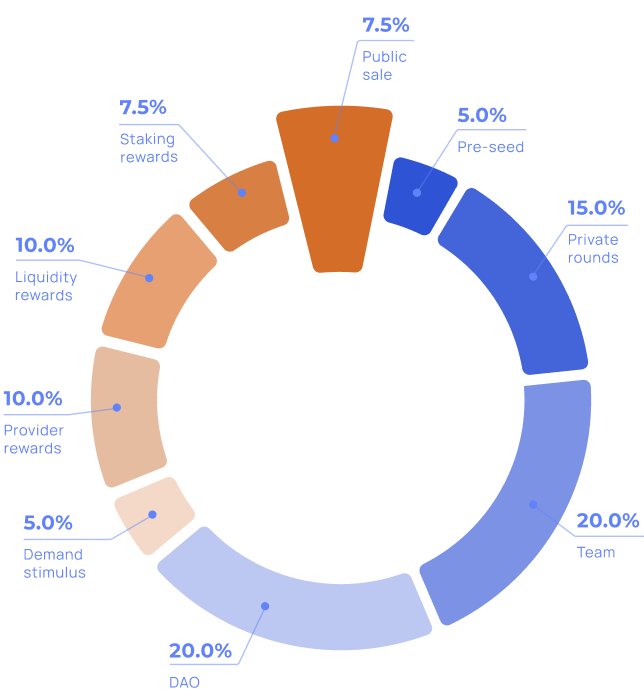 7.5%
Public
sale
5.0%
Pre-seed
15.0%
Private
rounds
20.0%
Team
20.0%
DAO
5.0%
Demand
stimulus
10.0%
Provider
rewards
10.0%
Liquidity
rewards
7.5%
Staking
rewards